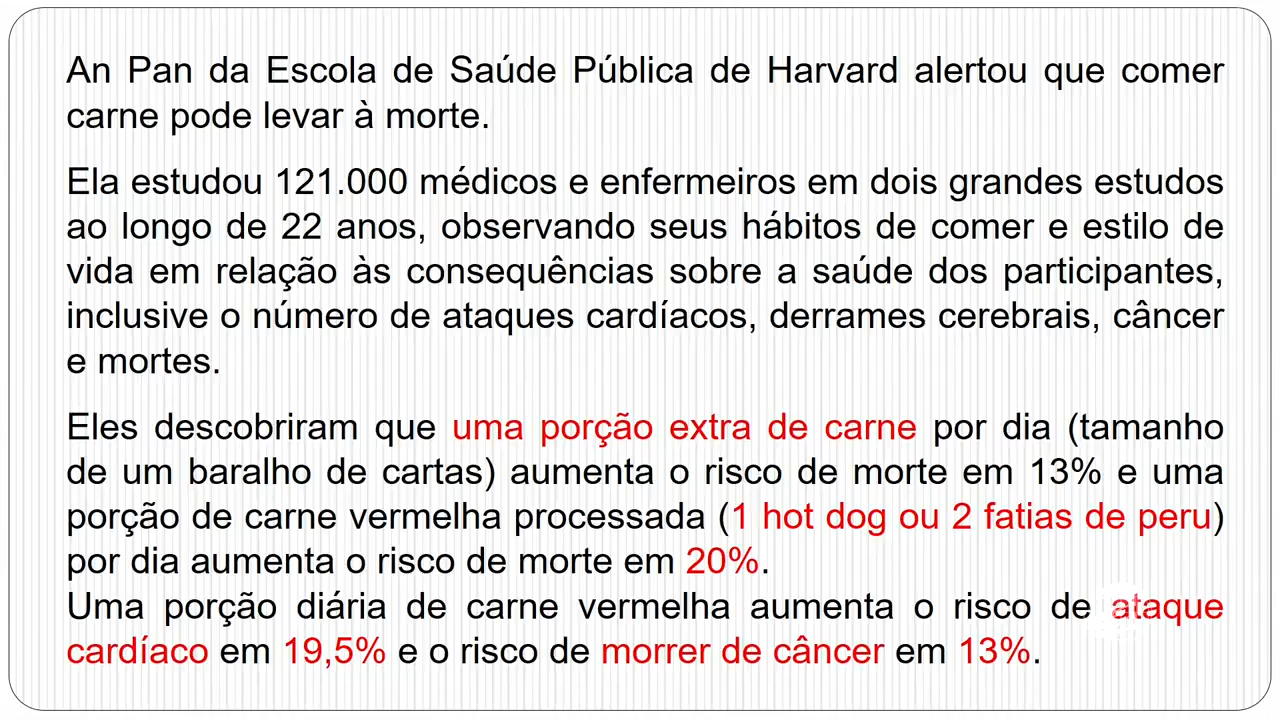 An Pan da Escola de Saúde Pública de Harvard alertou que comer
carne pode levar à morte.
Ela estudou 121.000 médicos e enfermeiros em dois grandes estudos
ao longo de 22 anos, observando seus hábitos de comer e estilo de
vida em relação às consequências sobre a saúde dos participantes,
inclusive o número de ataques cardíacos, derrames cerebrais, câncer
e mortes.
Eles descobriram que uma porção extra de carne por dia (tamanho
de um baralho de cartas) aumenta o risco de morte em 13% e uma
porção de carne vermelha processada (1 hot dog ou 2 fatias de peru)
por dia aumenta o risco de morte em 20%.
Uma porção diária de carne vermelha aumenta o risco de ataque
cardíaco em 19,5% e o risco de morrer de câncer em 13%.